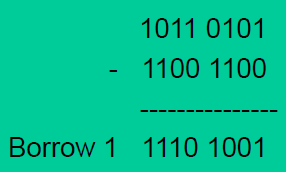 1011 0101
- 1100 1100
---------------
Borrow 1 1110 1001